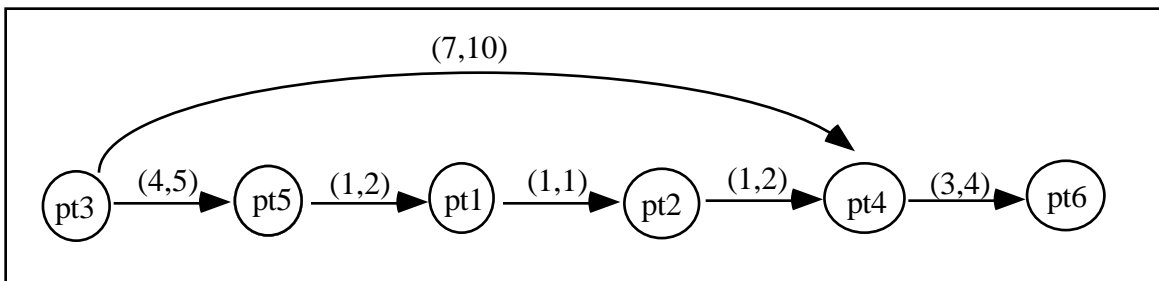 (7,10)
(4,5) (1,2) (1,1) (1,2) (3,4)
pt3 pt5 pt1 pt2 pt4 pt6